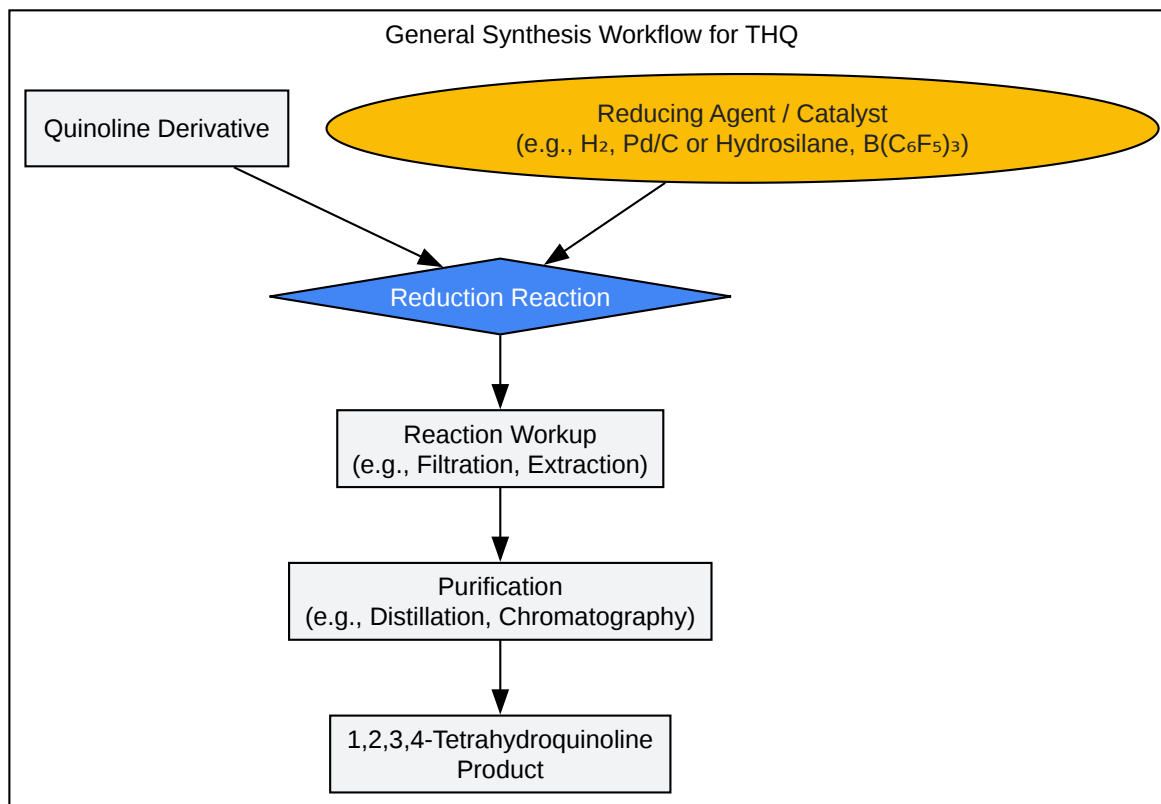 General Synthesis Workflow for THQ
Quinoline Derivative
Reducing Agent / Catalyst
(e.g., H₂, Pd/C or Hydrosilane, B(C₆F₅)₃)
Reduction Reaction
Reaction Workup
(e.g., Filtration, Extraction)
Purification
(e.g., Distillation, Chromatography)
1,2,3,4-Tetrahydroquinoline
Product